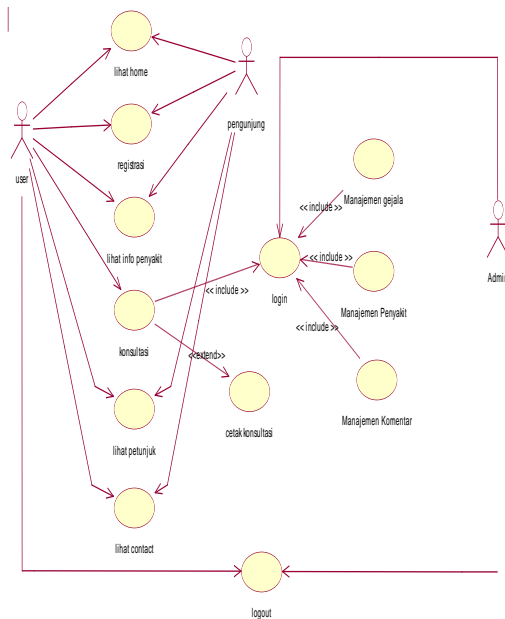 lihat home
pengunjung
registrasi
user
Manajemen gejala
<< include >>
lihat info penyakit
<< include >>
Admin
<< include >>
login
Manajemen Penyakit
<< include >>
konsultasi
<<extend>>
Manajemen Komentar
cetak konsultasi
lihat petunjuk
lihat contact
logout